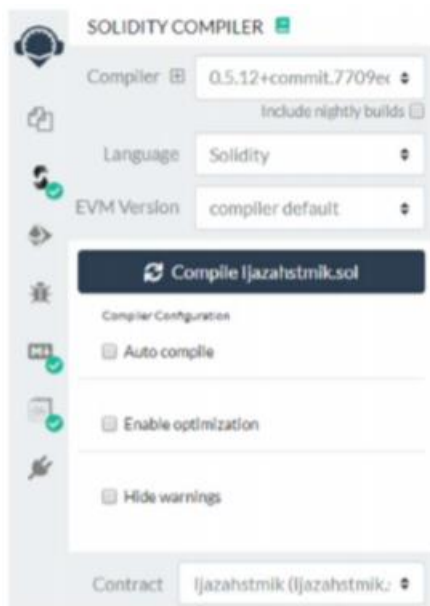 SOLIDITY COMPILER
Compiler 0.5.12+commit.7709ec
Include nightly builds
Language Solidity
EVM Version compiler default
Compile Ijazahstmik.sol
Compiler Configuration
Auto compile
Enable optimization
Hide warnings
Contract Ijazahstmik (Ijazahstmik.s